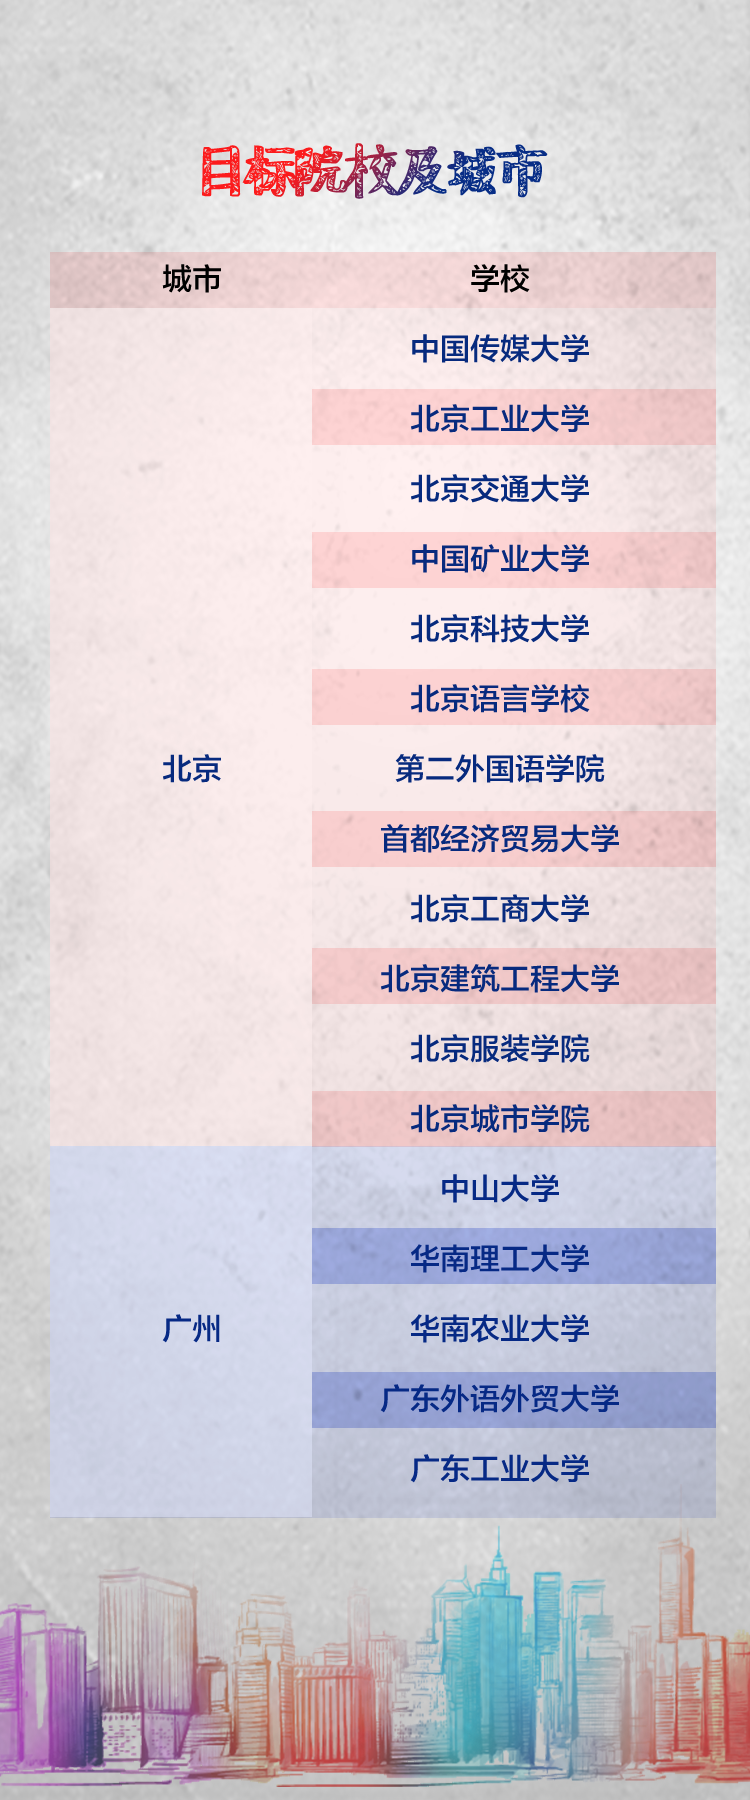 目标院校及城市
城市 学校
中国传媒大学
北京工业大学
北京交通大学
中国矿业大学
北京科技大学
北京语言学校
北京 第二外国语学院
首都经济贸易大学
北京工商大学
北京建筑工程大学
北京服装学院
北京城市学院
中山大学
华南理工大学
广州 华南农业大学
广东外语外贸大学
广东工业大学